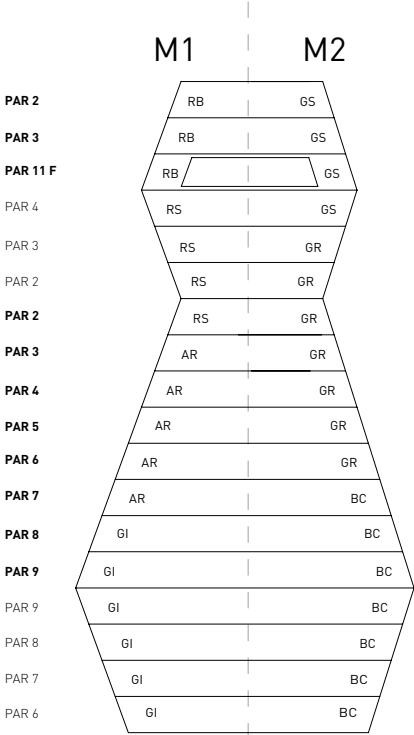 M1 M2
PAR 2 RB GS
PAR 3 RB GS
PAR 11 F RB GS
PAR 4 RS GS
PAR 3 RS GR
PAR 2 RS GR
PAR 2 RS GR
PAR 3 AR GR
PAR 4 AR GR
PAR 5 AR GR
PAR 6 AR GR
PAR 7 AR BC
PAR 8 GI BC
PAR 9 GI BC
PAR 9 GI BC
PAR 8 GI BC
PAR 7 GI BC
PAR 6 GI BC